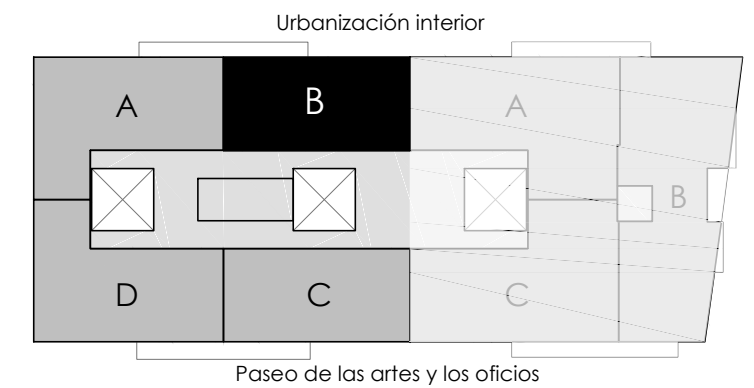 Urbanización interior
A
B
A
B
D
C
C
Paseo de las artes y los oficios